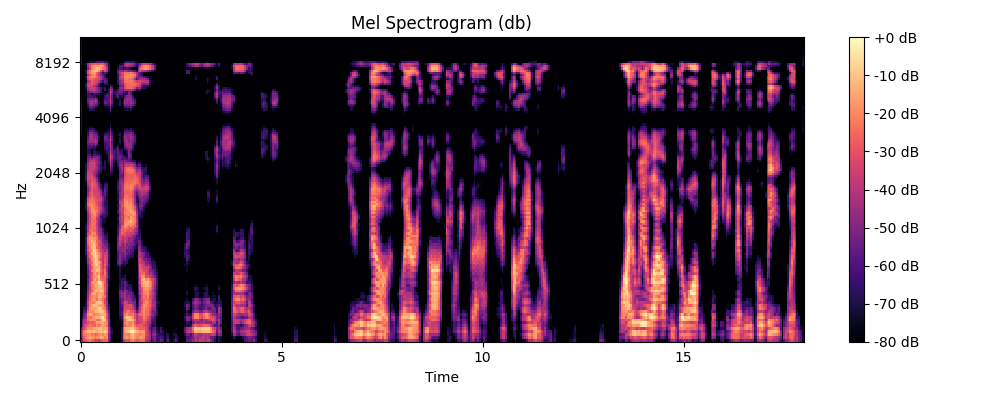 Mel Spectrogram (db)
8192
4096
2048
1024
512
0
Hz
0 5 10 15
Time
+0 dB
-10 dB
-20 dB
-30 dB
-40 dB
-50 dB
-60 dB
-70 dB
-80 dB